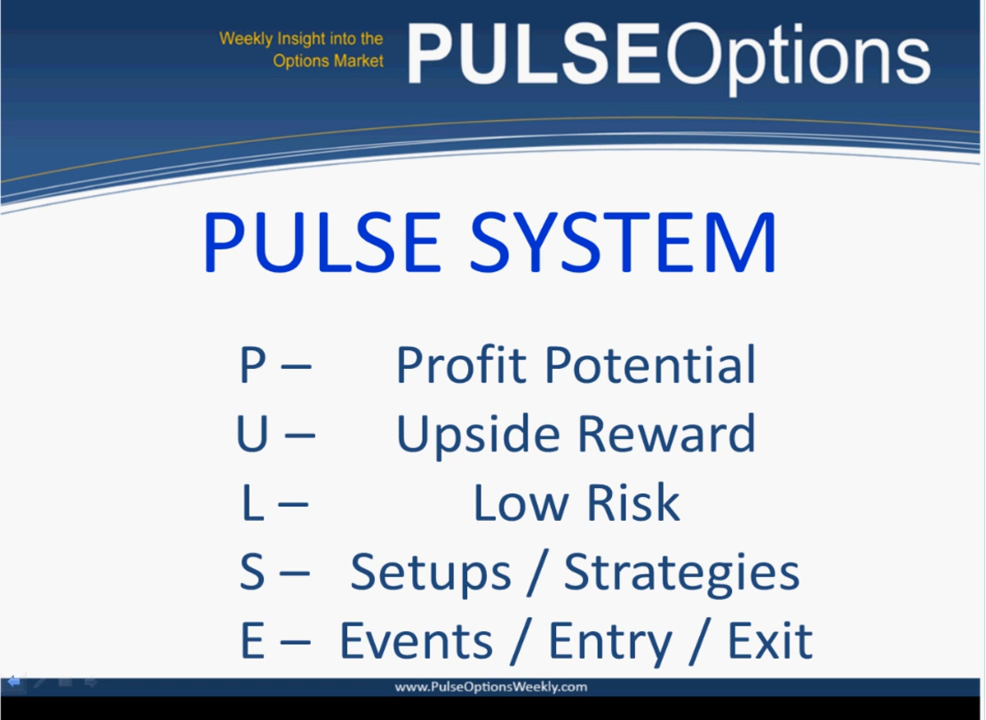 Weekly Insight into the
Options Market
PULSEOptions
PULSE SYSTEM
P – Profit Potential
U – Upside Reward
L – Low Risk
S – Setups / Strategies
E – Events / Entry / Exit
www.PulseOptionsWeekly.com